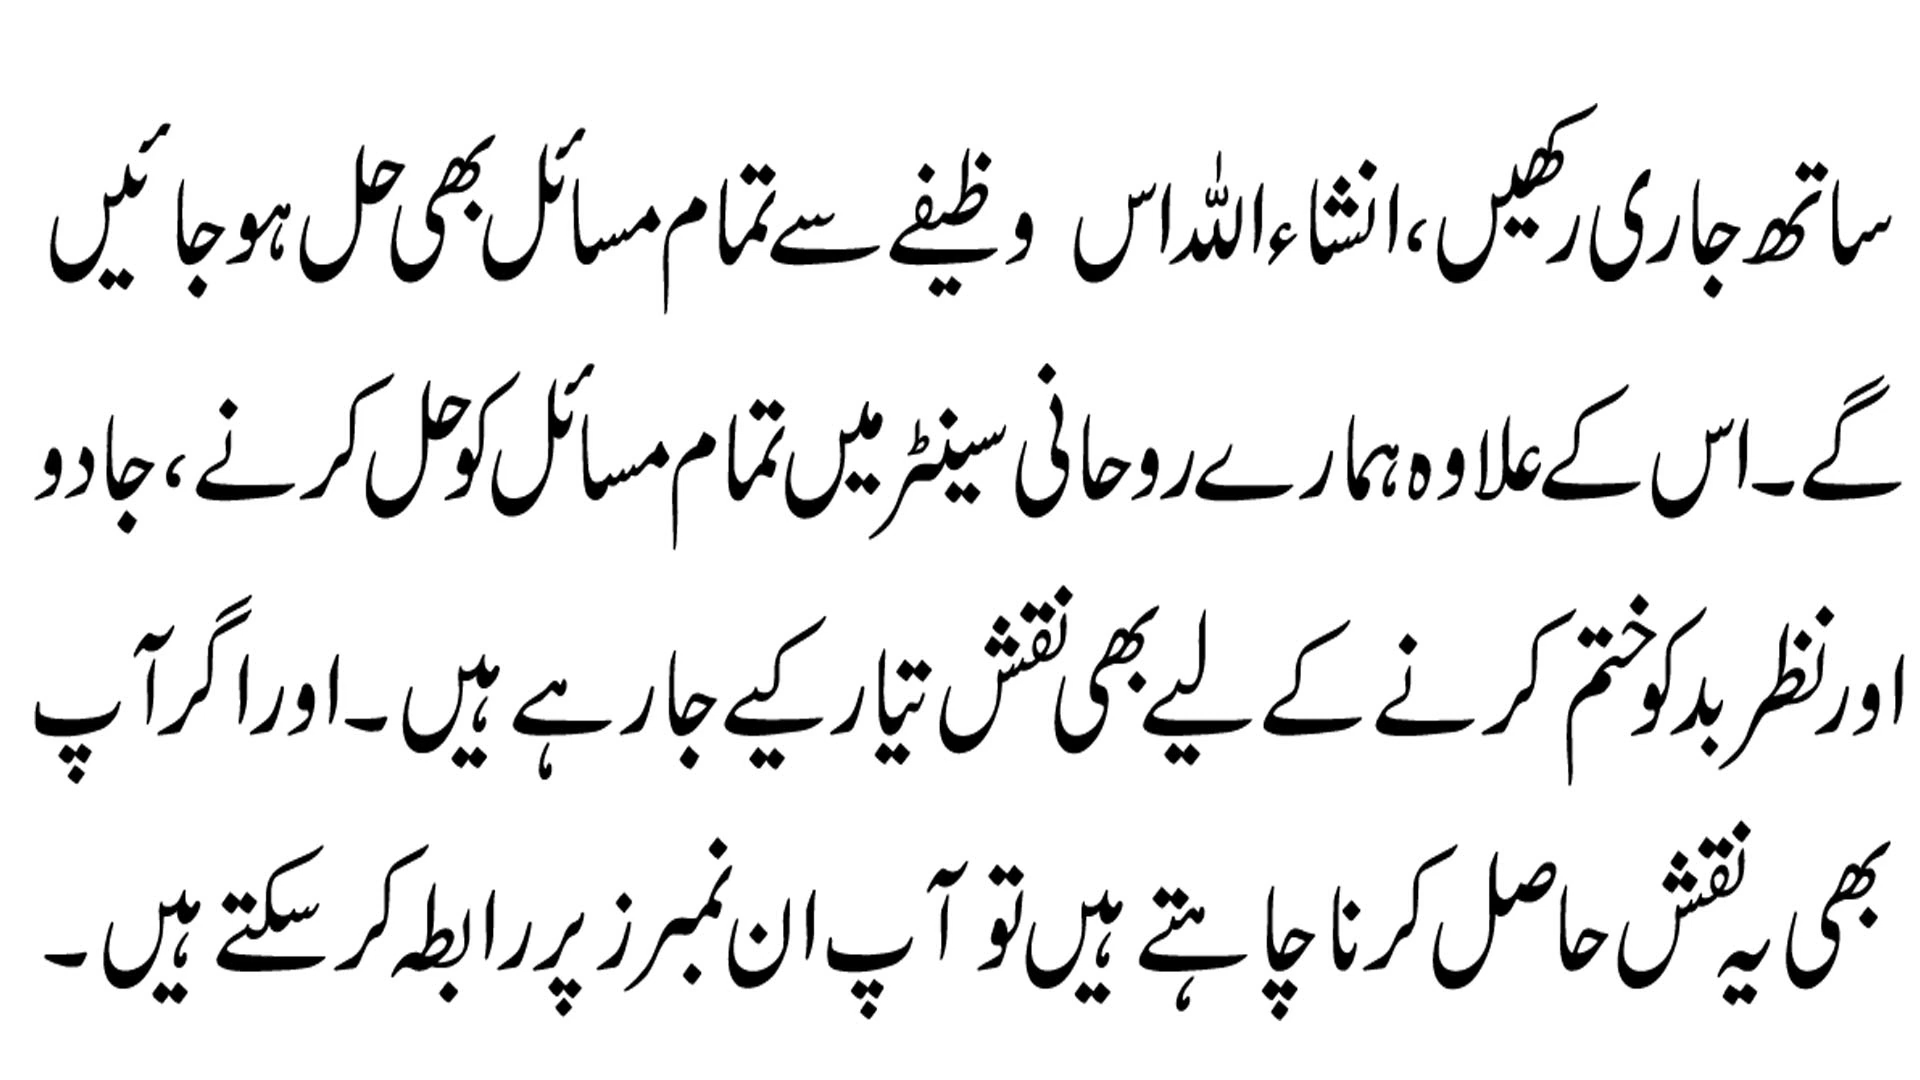 ساتھ جاری رکھیں، انشاء اللہ اس وظیفے سے تمام مسائل بھی حل ہو جائیں
گے۔ اس کے علاوہ ہمارے روحانی سینٹر میں تمام مسائل کو حل کرنے، جادو
اور نظر بد کو ختم کرنے کے لیے بھی نقش تیار کیے جا رہے ہیں۔ اور اگر آپ
بھی یہ نقش حاصل کرنا چاہتے ہیں تو آپ ان نمبرز پر رابطہ کر سکتے ہیں۔